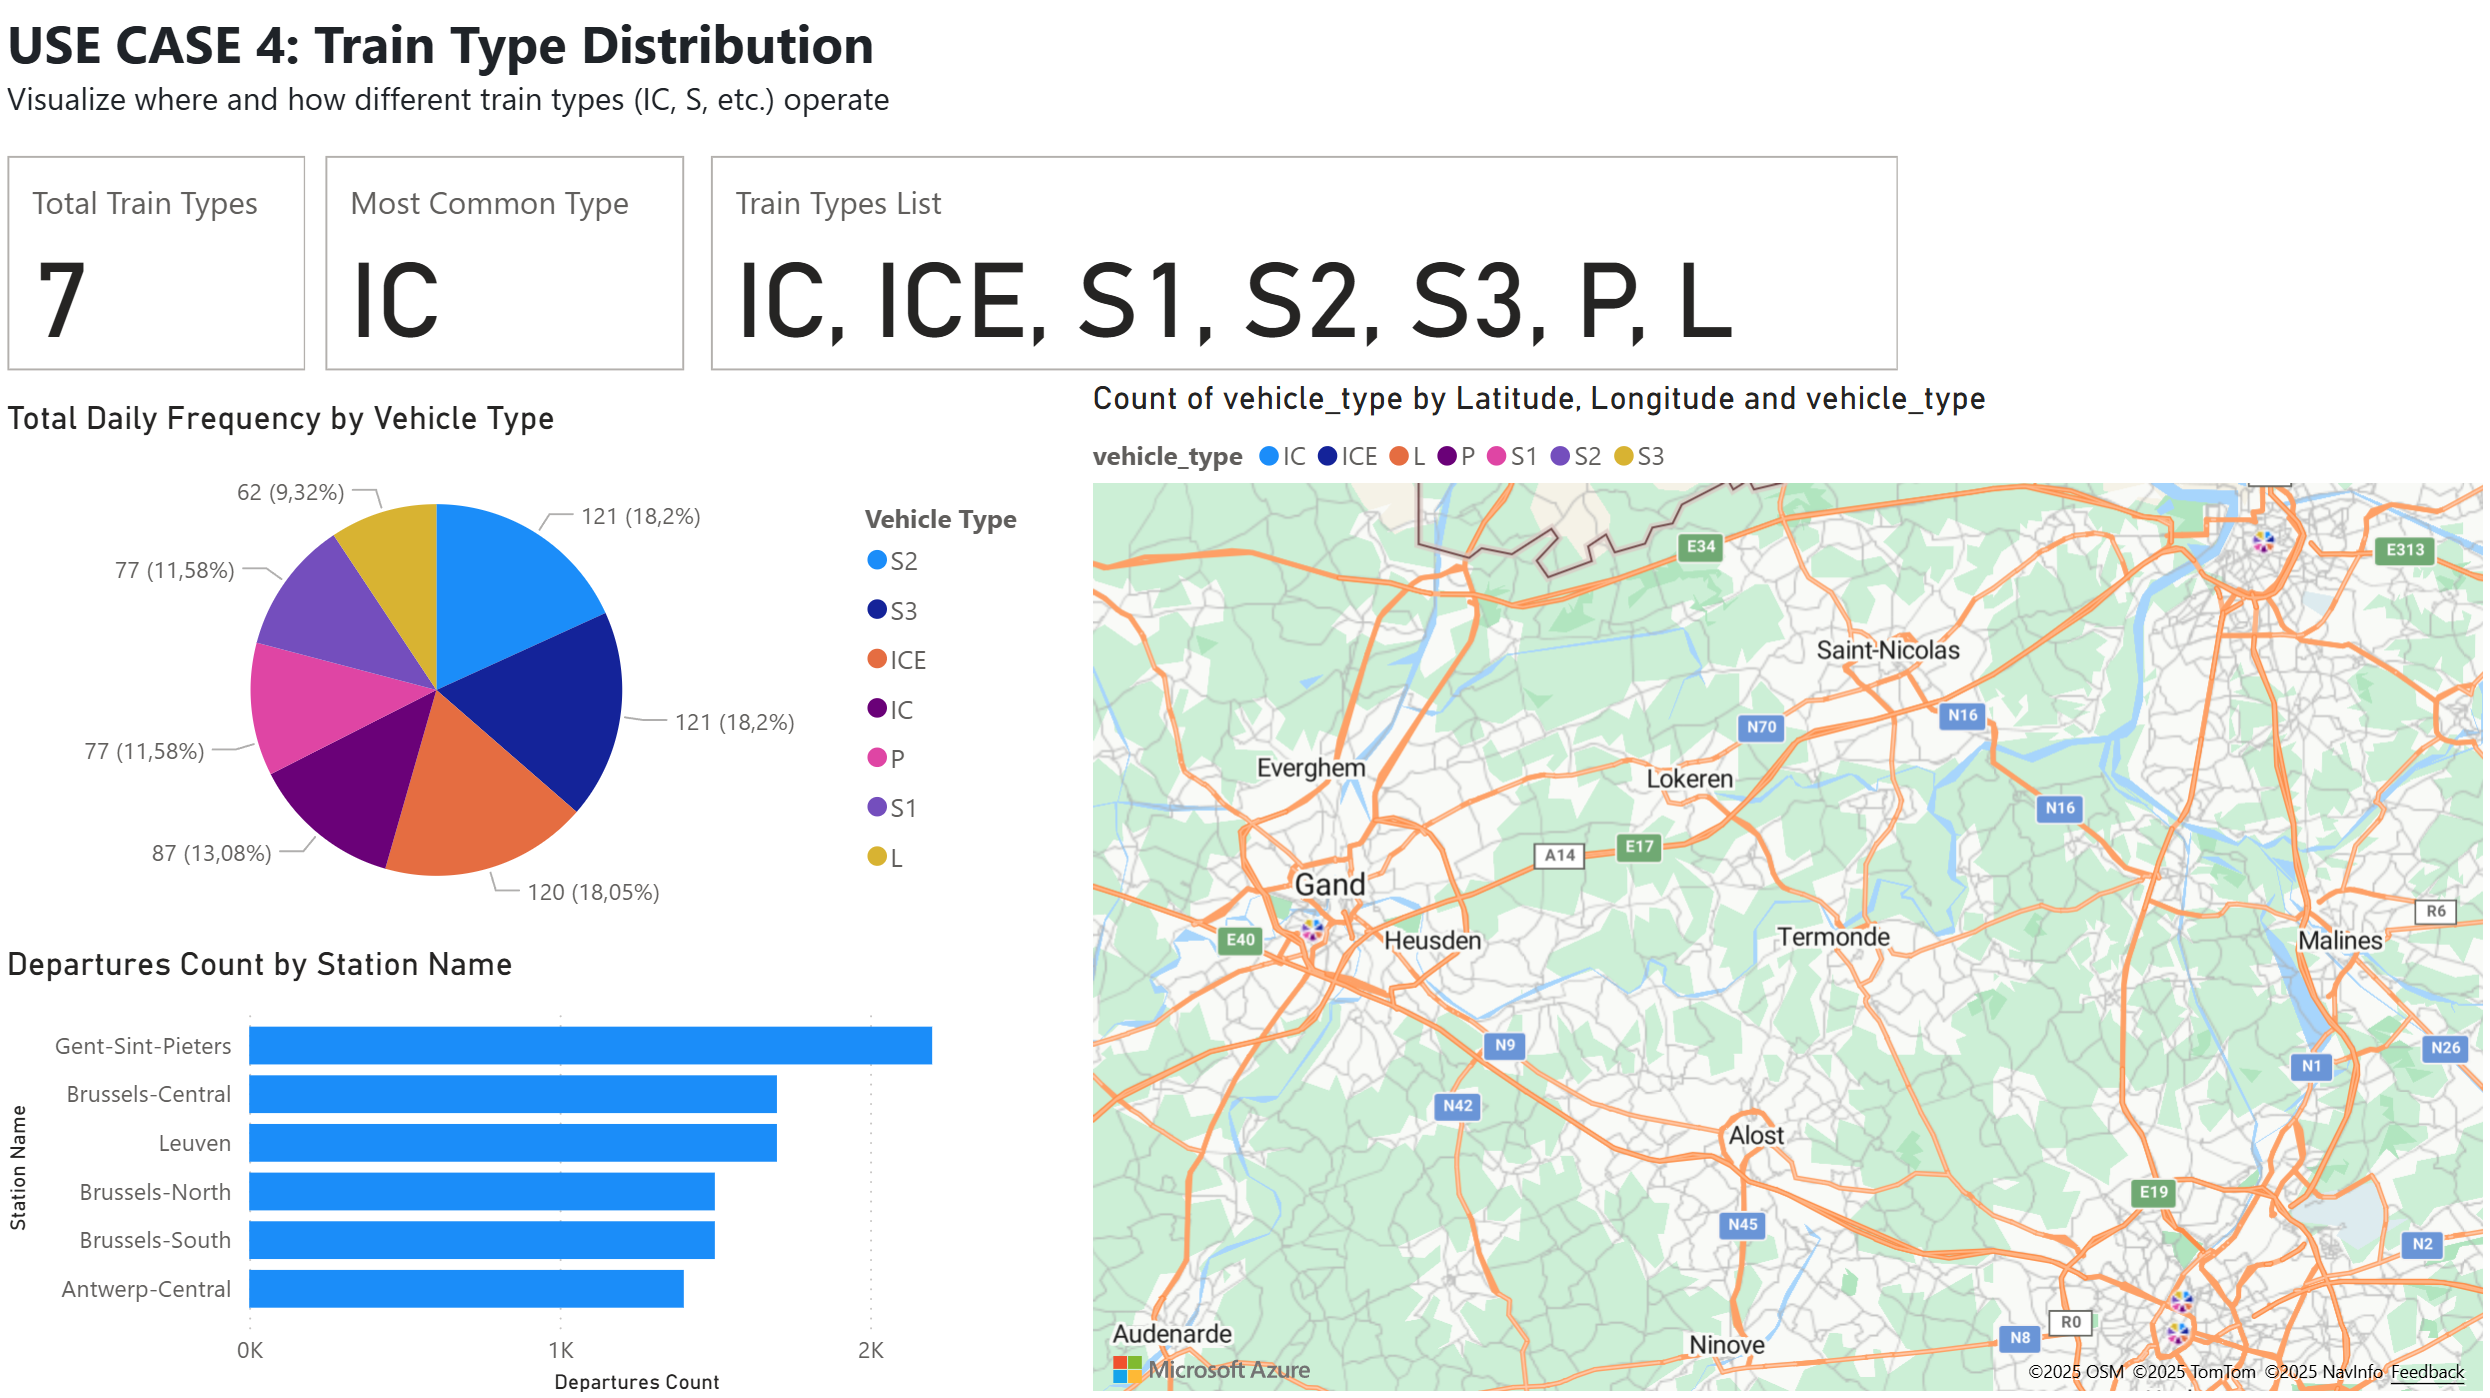 USE CASE 4: Train Type Distribution
Visualize where and how different train types (IC, S, etc.) operate
Total Train Types
7
Most Common Type
IC
Train Types List
IC, ICE, S1, S2, S3, P, L
Total Daily Frequency by Vehicle Type
62 (9,32%)
121 (18,2%)
77 (11,58%)
121 (18,2%)
77 (11,58%)
87 (13,08%)
120 (18,05%)
Vehicle Type
S2
S3
ICE
IC
P
S1
L
Departures Count by Station Name
Station Name
Gent-Sint-Pieters
Brussels-Central
Leuven
Brussels-North
Brussels-South
Antwerp-Central
0K 1K 2K
Departures Count
Count of vehicle_type by Latitude, Longitude and vehicle_type
vehicle_type IC ICE L P S1 S2 S3
E34
E313
Saint-Nicolas
N70
N16
Everghem
Lokeren
N16
A14
E17
Gand
R6
E40
Heusden
Termonde
Malines
N9
N26
N1
N42
Alost
E19
N45
N2
Audenarde
Ninove
N8
R0
Microsoft Azure
©2025 OSM ©2025 TomTom ©2025 NavInfo Feedback